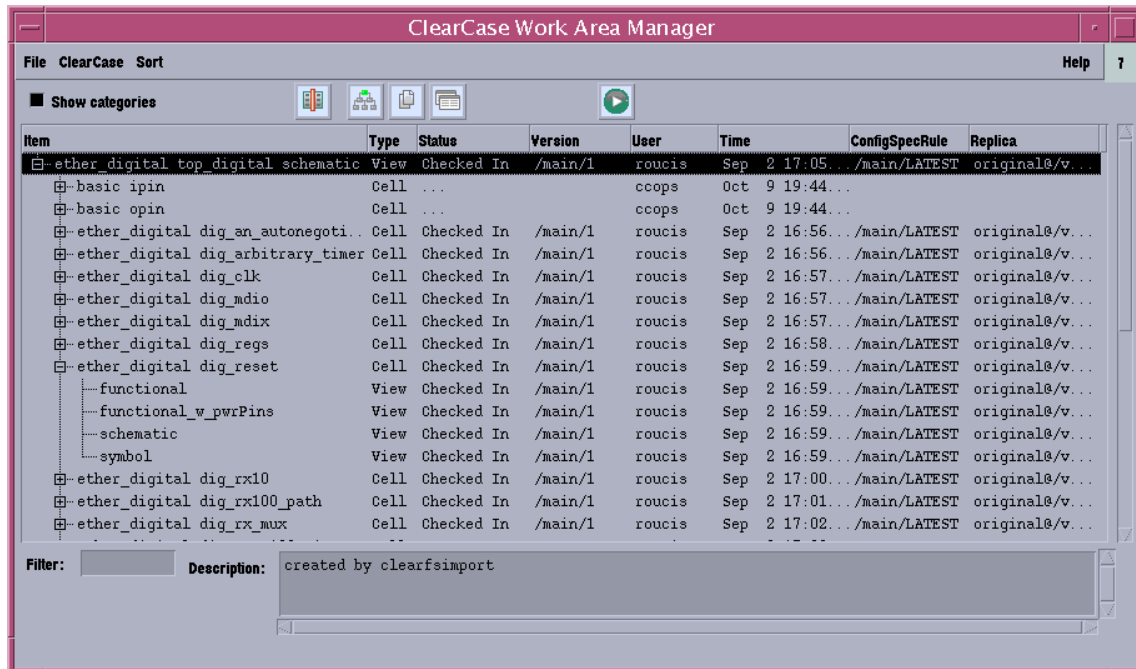 ClearCase Work Area Manager
File ClearCase Sort Help 7
Show categories
Item Type Status Version User Time ConfigSpecRule Replica
ether_digital top_digital schematic View Checked In /main/1 roucis Sep 2 17:05... /main/LATEST original@/v...
basic ipin Cell ... ccops Oct 9 19:44...
basic opin Cell ... ccops Oct 9 19:44...
ether_digital dig_an_autonegoti.. Cell Checked In /main/1 roucis Sep 2 16:56... /main/LATEST original@/v...
ether_digital dig_arbitrary_timer Cell Checked In /main/1 roucis Sep 2 16:56... /main/LATEST original@/v...
ether_digital dig_clk Cell Checked In /main/1 roucis Sep 2 16:57... /main/LATEST original@/v...
ether_digital dig_mdio Cell Checked In /main/1 roucis Sep 2 16:57... /main/LATEST original@/v...
ether_digital dig_mdix Cell Checked In /main/1 roucis Sep 2 16:57... /main/LATEST original@/v...
ether_digital dig_regs Cell Checked In /main/1 roucis Sep 2 16:58... /main/LATEST original@/v...
ether_digital dig_reset Cell Checked In /main/1 roucis Sep 2 16:59... /main/LATEST original@/v...
functional View Checked In /main/1 roucis Sep 2 16:59... /main/LATEST original@/v...
functional_w_pwrPins View Checked In /main/1 roucis Sep 2 16:59... /main/LATEST original@/v...
schematic View Checked In /main/1 roucis Sep 2 16:59... /main/LATEST original@/v...
symbol View Checked In /main/1 roucis Sep 2 16:59... /main/LATEST original@/v...
ether_digital dig_rx10 Cell Checked In /main/1 roucis Sep 2 17:00... /main/LATEST original@/v...
ether_digital dig_rx100_path Cell Checked In /main/1 roucis Sep 2 17:01... /main/LATEST original@/v...
ether_digital dig_rx_mux Cell Checked In /main/1 roucis Sep 2 17:02... /main/LATEST original@/v...
Filter: Description: created by clearfsimport